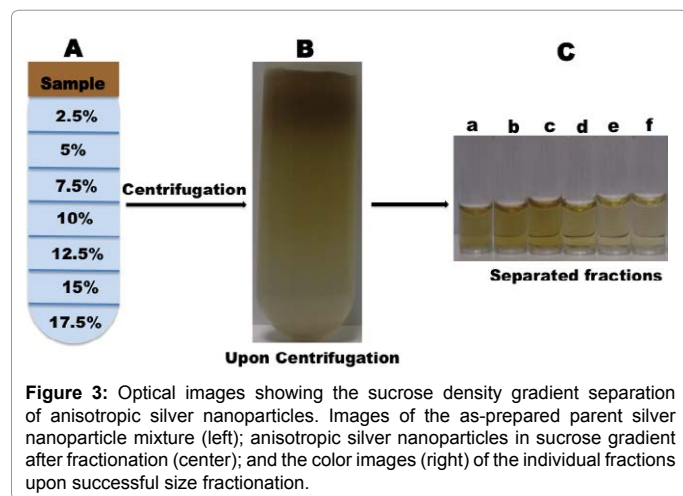 A
B
C
Sample
2.5%
5%
7.5%
10%
12.5%
15%
17.5%
Centrifugation
Upon Centrifugation
a b c d e f
Separated fractions
Figure 3: Optical images showing the sucrose density gradient separation
of anisotropic silver nanoparticles. Images of the as-prepared parent silver
nanoparticle mixture (left); anisotropic silver nanoparticles in sucrose gradient
after fractionation (center); and the color images (right) of the individual fractions
upon successful size fractionation.